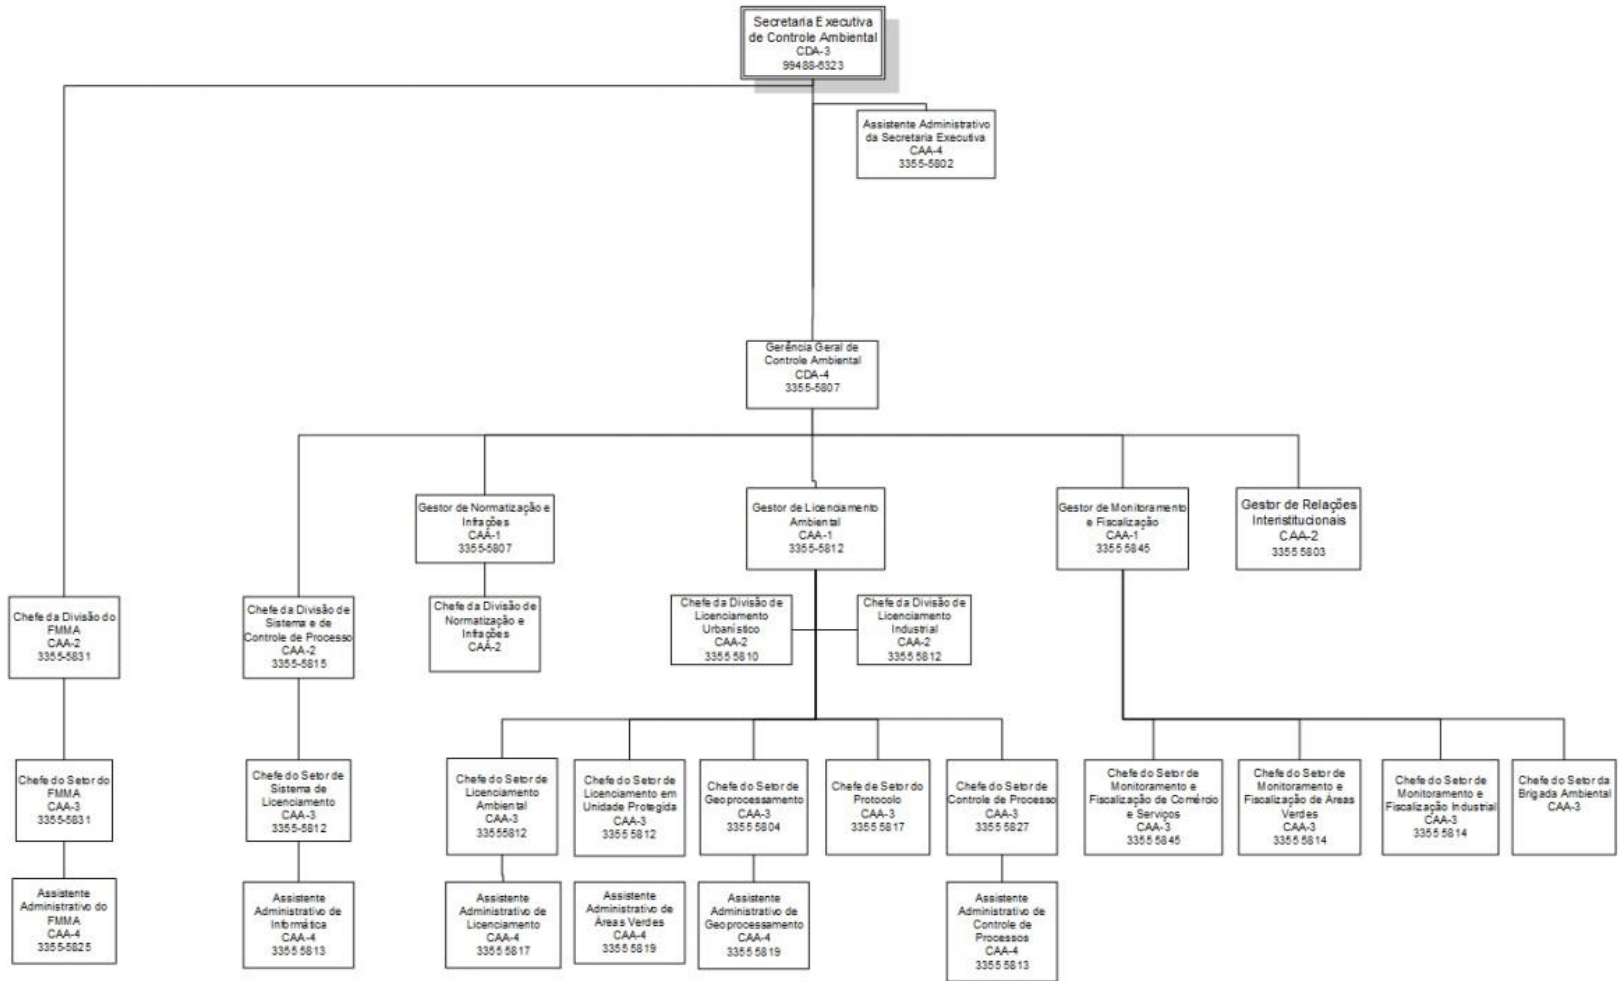 Secretaria Executiva
de Controle Ambiental
CDA-3
99488-6323
Assistente Administrativo
da Secretaria Executiva
CAA-4
3355-5802
Gerência Geral de
Controle Ambiental
CDA-4
3355-5807
Gestor de Normatização e
Infrações
CAA-1
3355-5807
Gestor de Licenciamento
Ambiental
CAA-1
3355-5812
Gestor de Monitoramento
e Fiscalização
CAA-1
3355 5845
Gestor de Relações
Interistitucionais
CAA-2
3355 5803
Chefe da Divisão do
FMMA
CAA-2
3355-5831
Chefe da Divisão de
Sistema e de
Controle de Processo
CAA-2
3355-5815
Chefe da Divisão de
Normatização e
Infrações
CAA-2
Chefe da Divisão de
Licenciamento
Urbanístico
CAA-2
3355 5810
Chefe da Divisão de
Licenciamento
Industrial
CAA-2
3355 5812
Chefe do Setor do
FMMA
CAA-3
3355-5831
Chefe do Setor de
Sistema de
Licenciamento
CAA-3
3355-5812
Chefe do Setor de
Licenciamento
Ambiental
CAA-3
33555812
Chefe do Setor de
Licenciamento em
Unidade Protegida
CAA-3
3355 5812
Chefe do Setor de
Geoprocessamento
CAA-3
3355 5804
Chefe de Setor do
Protocolo
CAA-3
3355 5817
Chefe do Setor de
Controle de Processo
CAA-3
3355 5827
Chefe do Setor de
Monitoramento e
Fiscalização de Comércio
e Serviços
CAA-3
3355 5845
Chefe do Setor de
Monitoramento e
Fiscalização de Áreas
Verdes
CAA-3
3355 5814
Chefe do Setor de
Monitoramento e
Fiscalização Industrial
CAA-3
3355 5814
Chefe do Setor da
Brigada Ambiental
CAA-3
Assistente
Administrativo do
FMMA
CAA-4
3355-5825
Assistente
Administrativo de
Informática
CAA-4
3355 5813
Assistente
Administrativo de
Licenciamento
CAA-4
3355 5817
Assistente
Administrativo de
Áreas Verdes
CAA-4
3355 5819
Assistente
Administrativo de
Geoprocessamento
CAA-4
3355 5819
Assistente
Administrativo de
Controle de
Processos
CAA-4
3355 5813